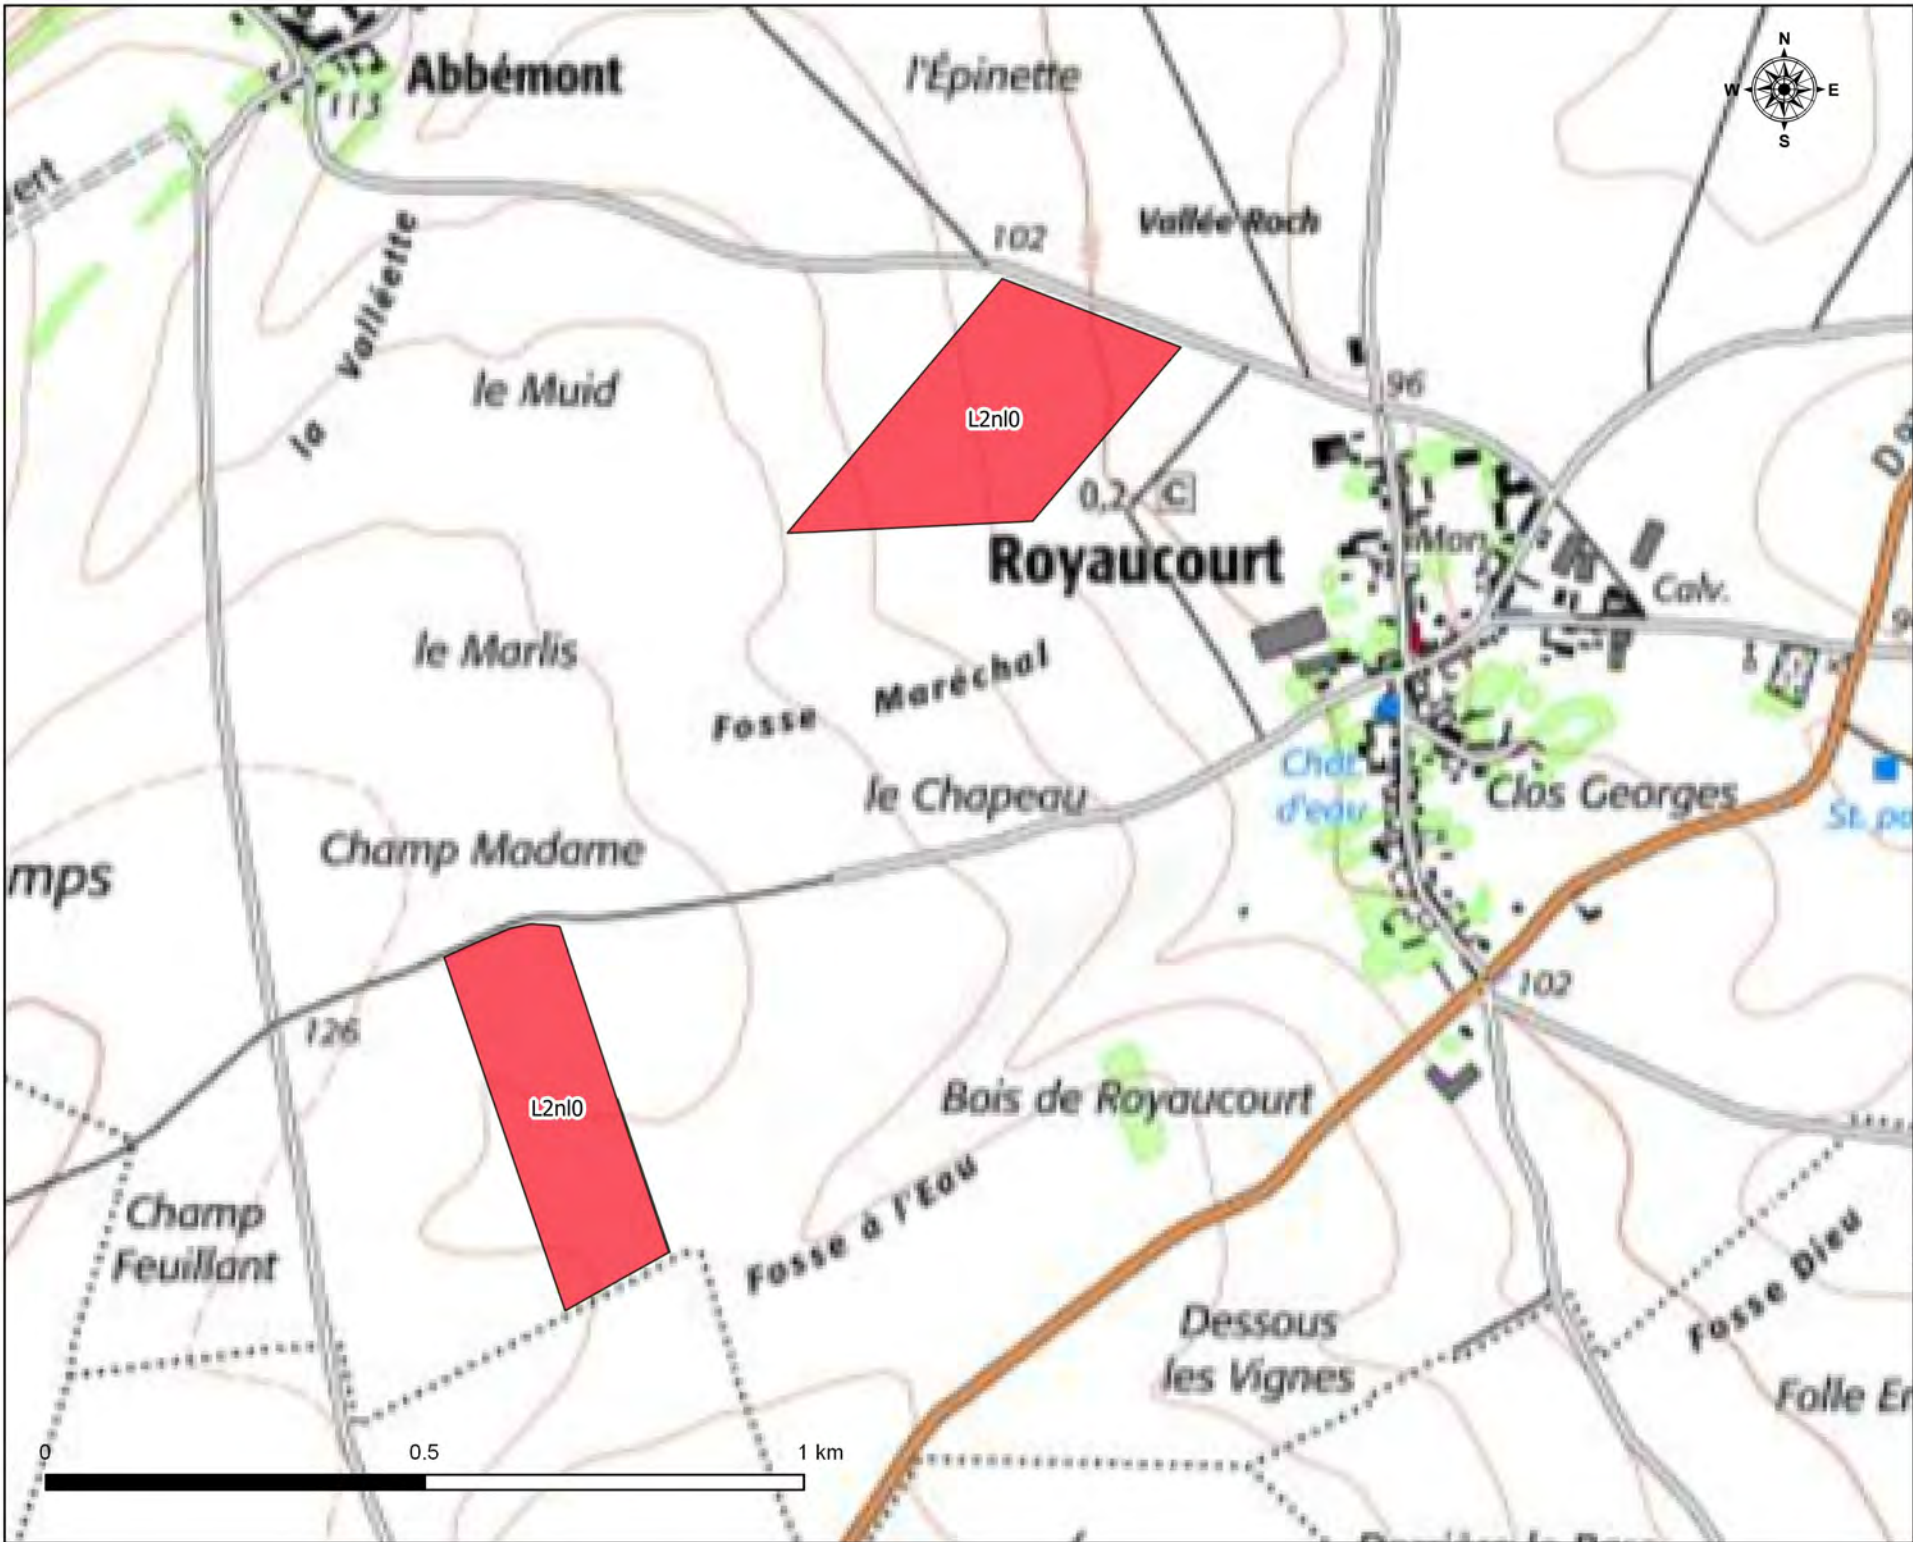 N
W E
S
Abbémont
113
l'Épinette
Vallée Roch
102
la Valléette
le Muid
L2nl0
96
0,2 C
Royaucourt
Mon
Calv.
le Marlis
Fosse Maréchal
le Chapeau
Chât.
d'eau
Clos Georges
Champ Madame
mps
126
102
L2nl0
Bois de Royaucourt
Champ
Feuillant
Fosse à l'Eau
Dessous
les Vignes
Fosse Dieu
0 0.5 1 km